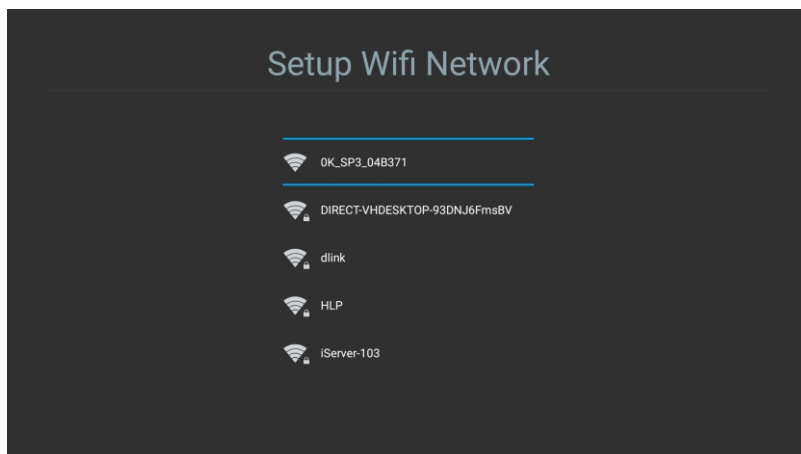 Setup Wifi Network
0K_SP3_04B371
DIRECT-VHDESKTOP-93DNJ6FmsBV
dlink
HLP
iServer-103